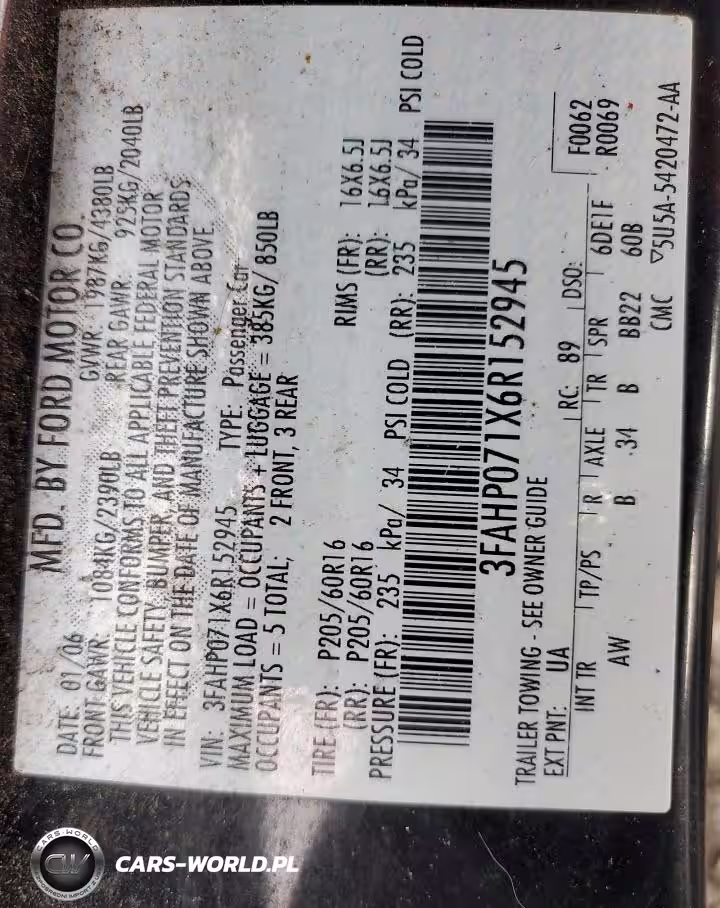 MFD. BY FORD MOTOR CO.
DATE: 01/06 GVWR: 1987KG/4380LB
FRONT GAWR: 1084KG/2390LB REAR GAWR: 925KG/2040LB
THIS VEHICLE CONFORMS TO ALL APPLICABLE FEDERAL MOTOR
VEHICLE SAFETY, BUMPER, AND THEFT PREVENTION STANDARDS
IN EFFECT ON THE DATE OF MANUFACTURE SHOWN ABOVE.
VIN: 3FAHP071X6R152945 TYPE: Passenger Car
MAXIMUM LOAD = OCCUPANTS + LUGGAGE = 385KG/ 850LB
OCCUPANTS = 5 TOTAL; 2 FRONT, 3 REAR
TIRE (FR): P205/60R16 RIMS (FR): 16X6.5J
(RR): P205/60R16 (RR): 16X6.5J
PRESSURE (FR): 235 kPa/ 34 PSI COLD (RR): 235 kPa/ 34 PSI COLD
3FAHP071X6R152945
TRAILER TOWING - SEE OWNER GUIDE
EXT PNT: UA RC: 89 DSO: F0062
R0069
INT TR TP/PS R AXLE TR SPR 6DE1F
AW B 34 B BB22 60B
CMC ▽5U5A-5420472-AA
CARS-WORLD
CW
CARS-WORLD.PL